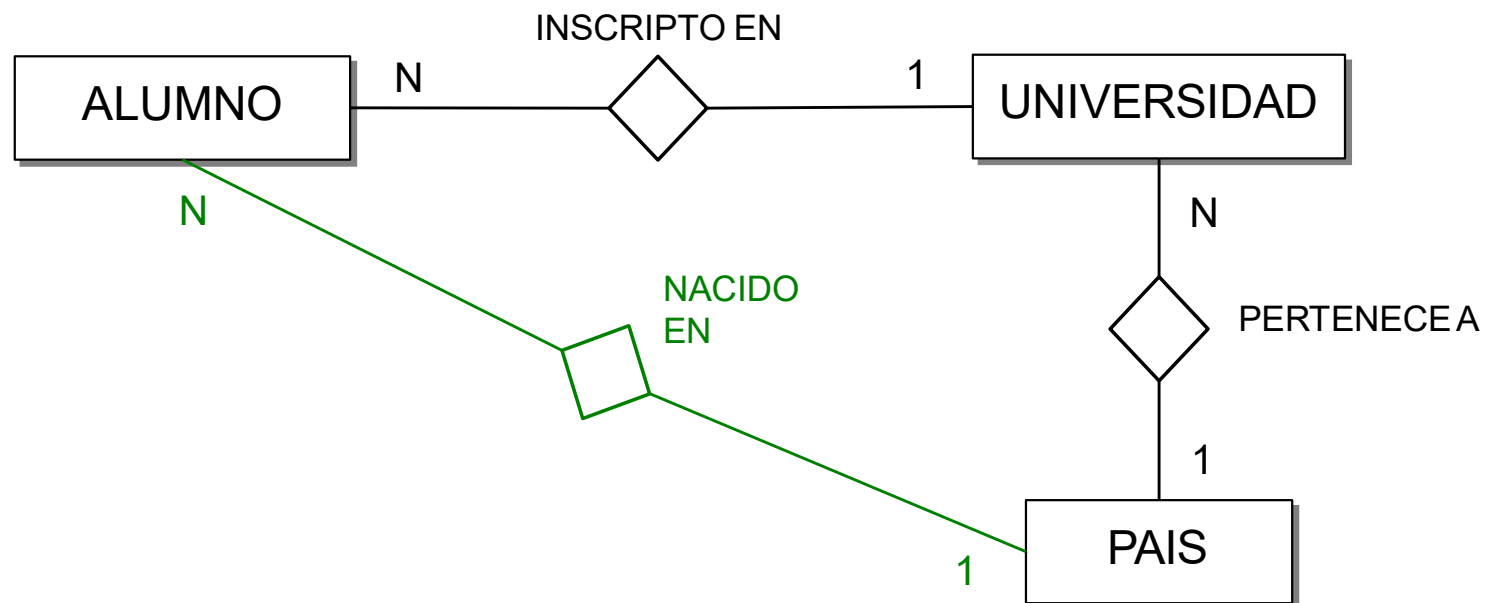 INSCRIPTO EN
ALUMNO
N
1
UNIVERSIDAD
N
N
NACIDO
EN
PERTENECE A
1
1
PAIS